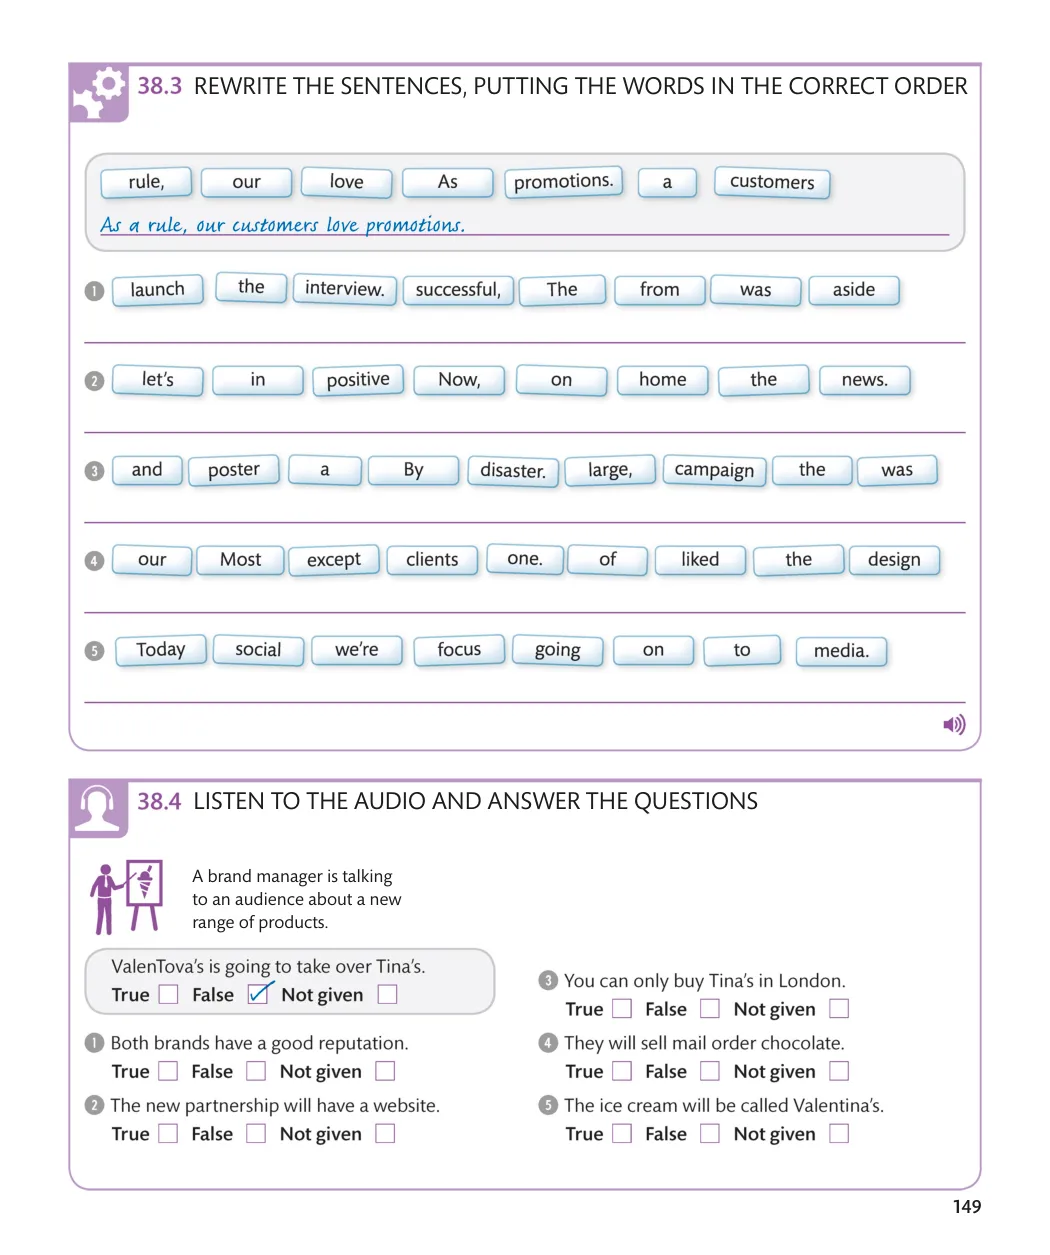 38.3 REWRITE THE SENTENCES, PUTTING THE WORDS IN THE CORRECT ORDER
rule, our love As promotions. a customers
As a rule, our customers love promotions.
1 launch the interview. successful, The from was aside
2 let's in positive Now, on home the news.
3 and poster a By disaster. large, campaign the was
4 our Most except clients one. of liked the design
5 Today social we're focus going on to media.
38.4 LISTEN TO THE AUDIO AND ANSWER THE QUESTIONS
A brand manager is talking
to an audience about a new
range of products.
ValenTova's is going to take over Tina's.
True False Not given
1 Both brands have a good reputation.
True False Not given
2 The new partnership will have a website.
True False Not given
3 You can only buy Tina's in London.
True False Not given
4 They will sell mail order chocolate.
True False Not given
5 The ice cream will be called Valentina's.
True False Not given
149